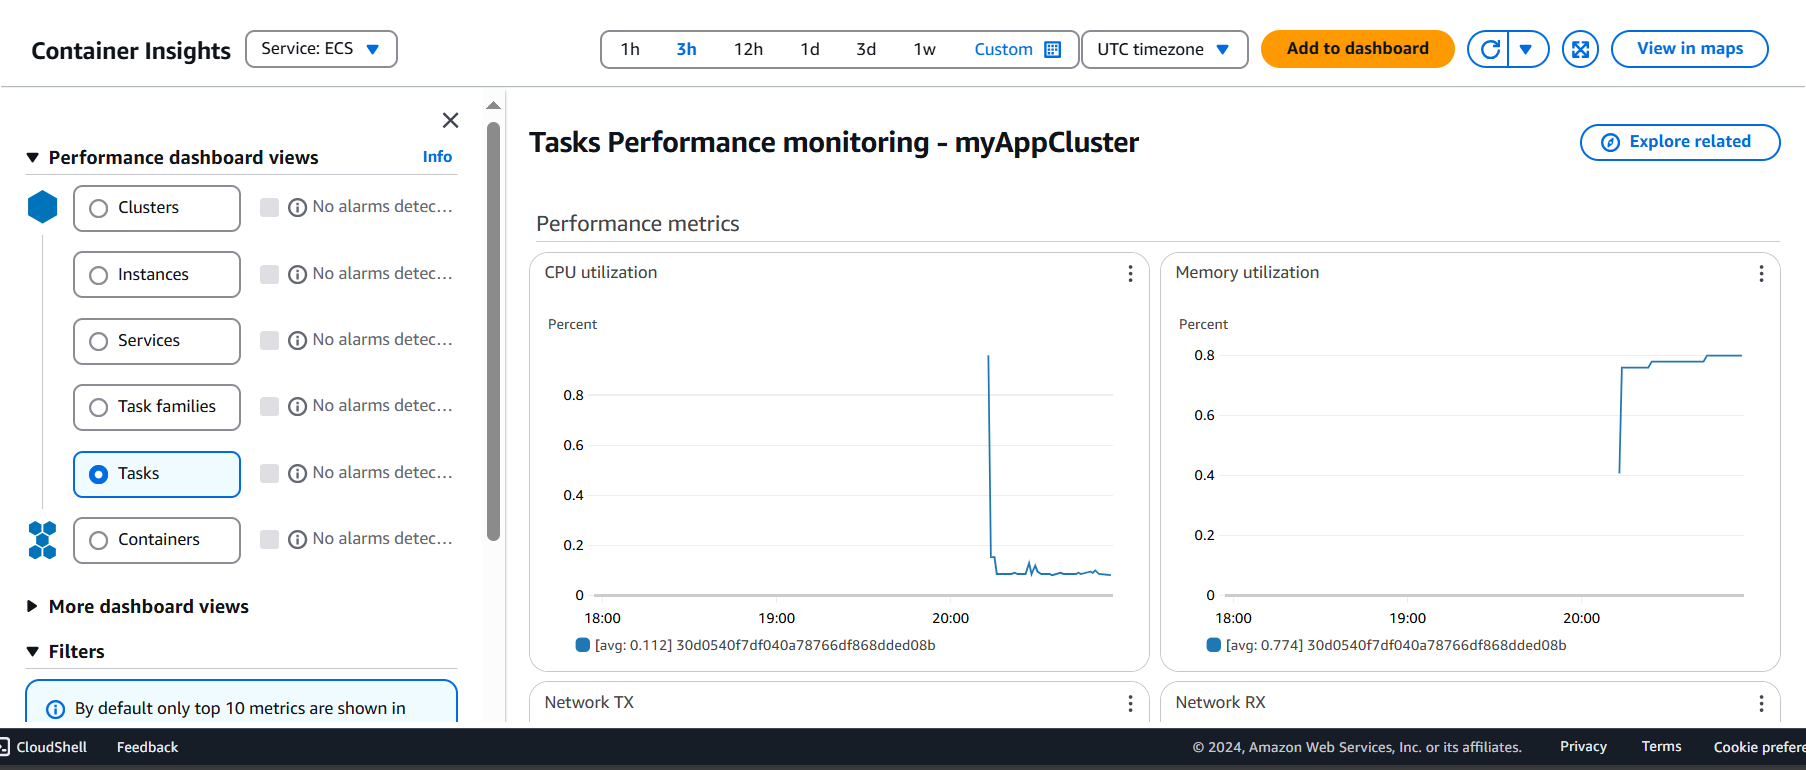 Container Insights
Service: ECS
1h 3h 12h 1d 3d 1w Custom
UTC timezone
Add to dashboard
View in maps
Performance dashboard views Info
Clusters No alarms detec...
Instances No alarms detec...
Services No alarms detec...
Task families No alarms detec...
Tasks No alarms detec...
Containers No alarms detec...
More dashboard views
Filters
By default only top 10 metrics are shown in
Tasks Performance monitoring - myAppCluster
Explore related
Performance metrics
CPU utilization
Percent
0.8
0.6
0.4
0.2
0
18:00 19:00 20:00
[avg: 0.112] 30d0540f7df040a78766df868dded08b
Memory utilization
Percent
0.8
0.6
0.4
0.2
0
18:00 19:00 20:00
[avg: 0.774] 30d0540f7df040a78766df868dded08b
Network TX
Network RX
CloudShell Feedback
© 2024, Amazon Web Services, Inc. or its affiliates. Privacy Terms Cookie prefere